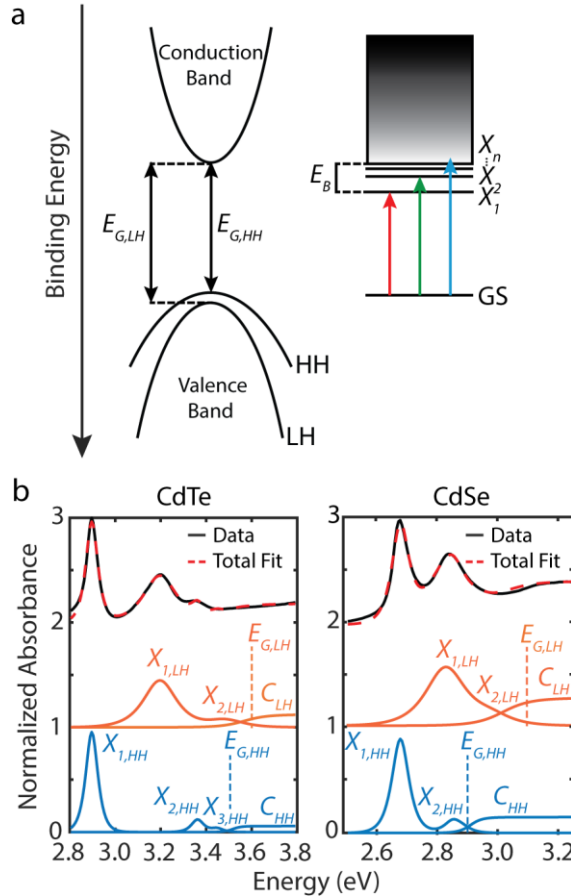 a
Binding Energy
Conduction
Band
E_G,LH
E_G,HH
HH
Valence
Band
LH
E_B
X_n
X_2
X_1
GS
b
CdTe
CdSe
Normalized Absorbance
3
2
1
0
Data
Total Fit
E_G,LH
X_1,LH
X_2,LH
C_LH
X_1,HH
E_G,HH
X_2,HH
X_3,HH
C_HH
2.8 3.0 3.2 3.4 3.6 3.8
3
2
1
0
Data
Total Fit
E_G,LH
X_1,LH
X_2,LH
C_LH
X_1,HH
E_G,HH
X_2,HH
C_HH
2.6 2.8 3.0 3.2
Energy (eV)